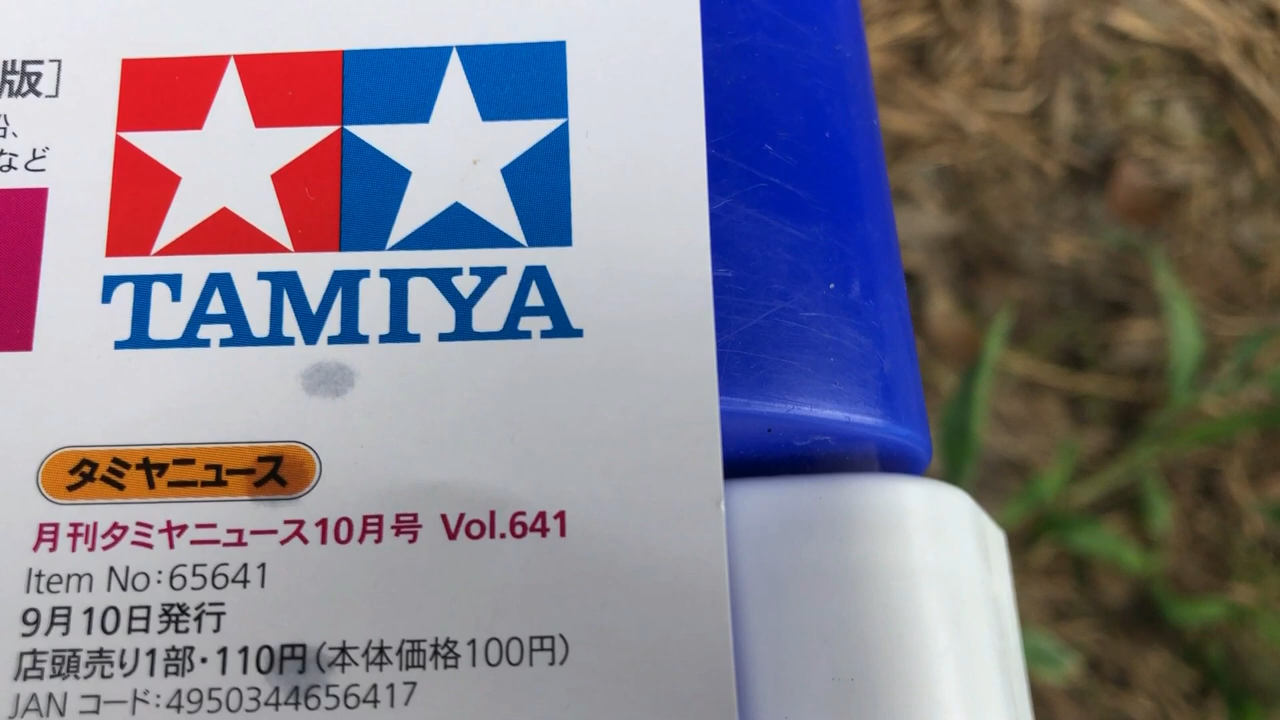 版]
など
TAMIYA
タミヤニュース
月刊タミヤニュース10月号 Vol.641
Item No:65641
9月10日発行
店頭売り1部・110円(本体価格100円)
JANコード:4950344656417